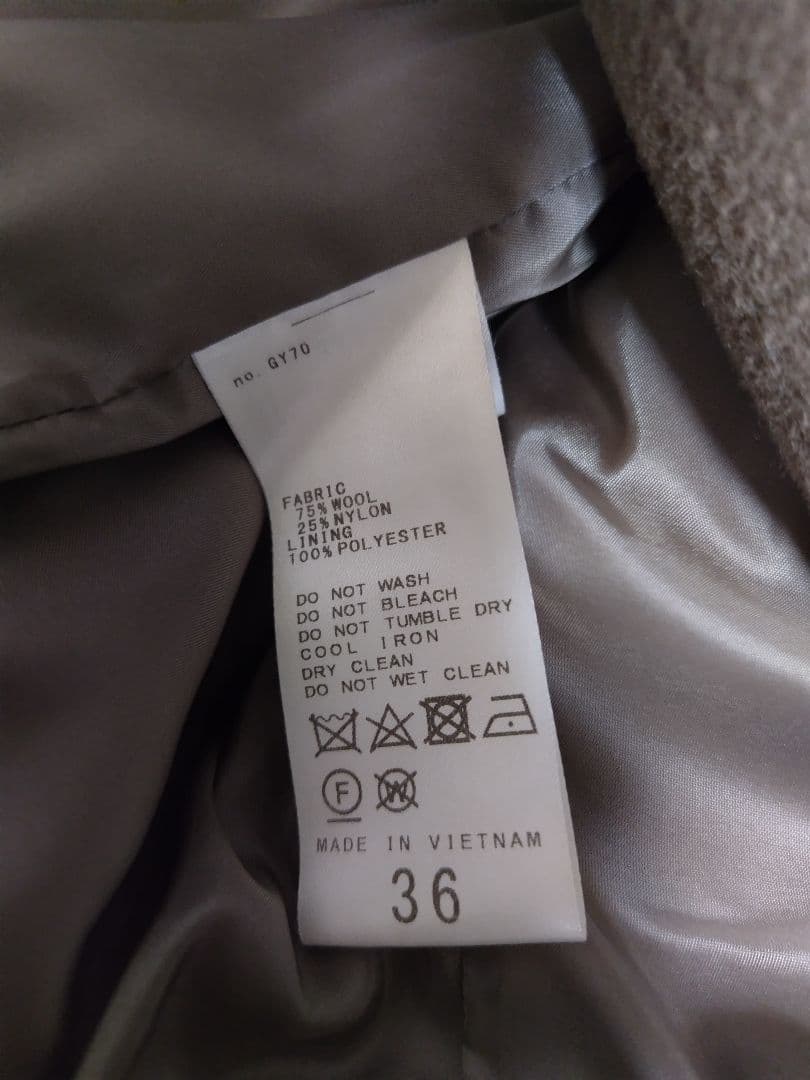 no. GY70
FABRIC
75% WOOL
25% NYLON
LINING
100% POLYESTER
DO NOT WASH
DO NOT BLEACH
DO NOT TUMBLE DRY
COOL IRON
DRY CLEAN
DO NOT WET CLEAN
F W
MADE IN VIETNAM
36